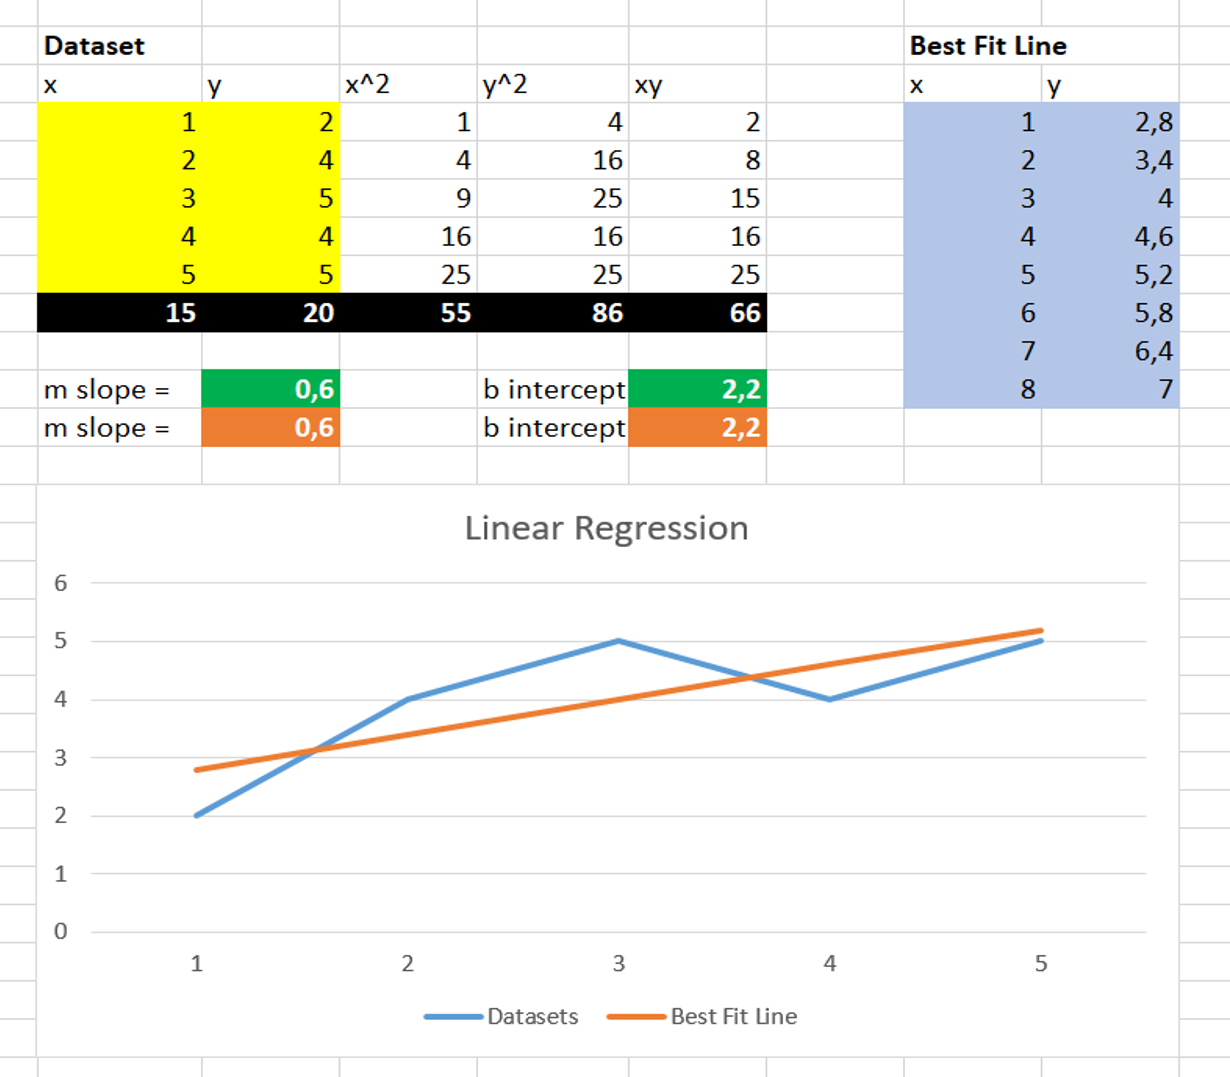 Dataset Best Fit Line
x y x^2 y^2 xy x y
1 2 1 4 2 1 2,8
2 4 4 16 8 2 3,4
3 5 9 25 15 3 4
4 4 16 16 16 4 4,6
5 5 25 25 25 5 5,2
15 20 55 86 66 6 5,8
7 6,4
m slope = 0,6 b intercept 2,2 8 7
m slope = 0,6 b intercept 2,2
Linear Regression
6
5
4
3
2
1
0
1 2 3 4 5
Datasets Best Fit Line